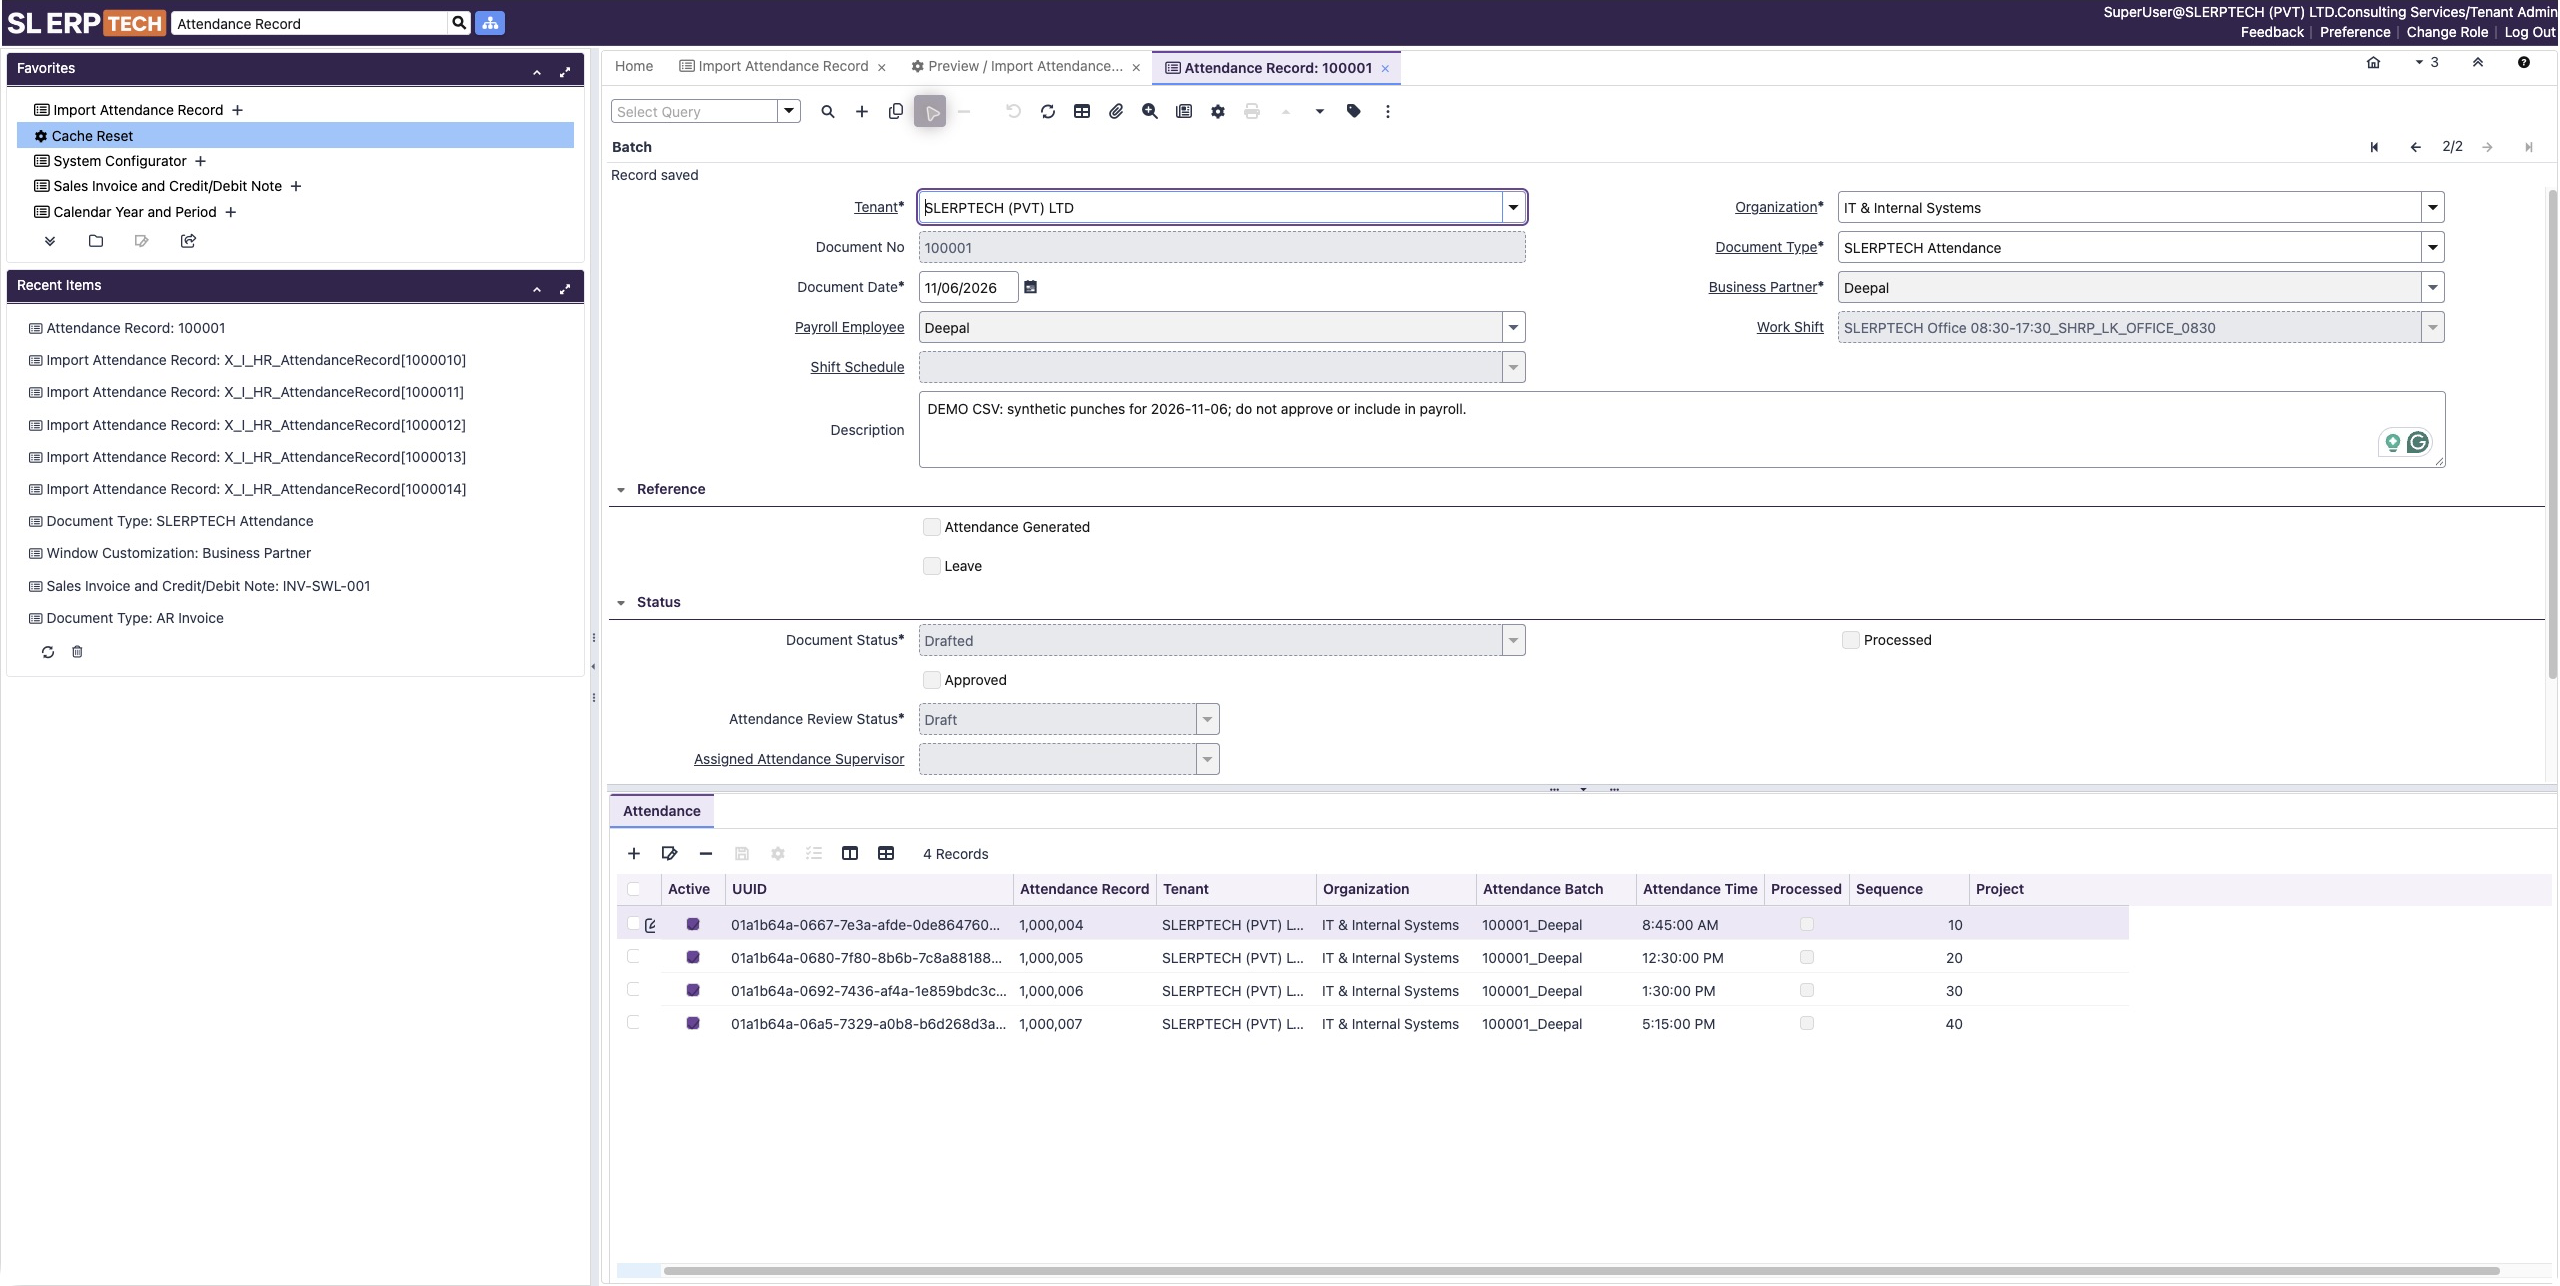 SLERP TECH
Attendance Record
SuperUser@SLERPTECH (PVT) LTD.Consulting Services/Tenant Admin
Feedback | Preference | Change Role | Log Out
Favorites
Import Attendance Record
Cache Reset
System Configurator
Sales Invoice and Credit/Debit Note
Calendar Year and Period
Recent Items
Attendance Record: 100001
Import Attendance Record: X_I_HR_AttendanceRecord[1000010]
Import Attendance Record: X_I_HR_AttendanceRecord[1000011]
Import Attendance Record: X_I_HR_AttendanceRecord[1000012]
Import Attendance Record: X_I_HR_AttendanceRecord[1000013]
Import Attendance Record: X_I_HR_AttendanceRecord[1000014]
Document Type: SLERPTECH Attendance
Window Customization: Business Partner
Sales Invoice and Credit/Debit Note: INV-SWL-001
Document Type: AR Invoice
Home Import Attendance Record × Preview / Import Attendance... × Attendance Record: 100001 × 3
Select Query
Batch 2/2
Record saved
Tenant* SLERPTECH (PVT) LTD Organization* IT & Internal Systems
Document No 100001 Document Type* SLERPTECH Attendance
Document Date* 11/06/2026 Business Partner* Deepal
Payroll Employee Deepal Work Shift SLERPTECH Office 08:30-17:30_SHRP_LK_OFFICE_0830
Shift Schedule
Description DEMO CSV: synthetic punches for 2026-11-06; do not approve or include in payroll.
Reference
Attendance Generated
Leave
Status
Document Status* Drafted Processed
Approved
Attendance Review Status* Draft
Assigned Attendance Supervisor
Attendance
4 Records
Active UUID Attendance Record Tenant Organization Attendance Batch Attendance Time Processed Sequence Project
01a1b64a-0667-7e3a-afde-0de864760... 1,000,004 SLERPTECH (PVT) L... IT & Internal Systems 100001_Deepal 8:45:00 AM 10
01a1b64a-0680-7f80-8b6b-7c8a88188... 1,000,005 SLERPTECH (PVT) L... IT & Internal Systems 100001_Deepal 12:30:00 PM 20
01a1b64a-0692-7436-af4a-1e859bdc3c... 1,000,006 SLERPTECH (PVT) L... IT & Internal Systems 100001_Deepal 1:30:00 PM 30
01a1b64a-06a5-7329-a0b8-b6d268d3a... 1,000,007 SLERPTECH (PVT) L... IT & Internal Systems 100001_Deepal 5:15:00 PM 40